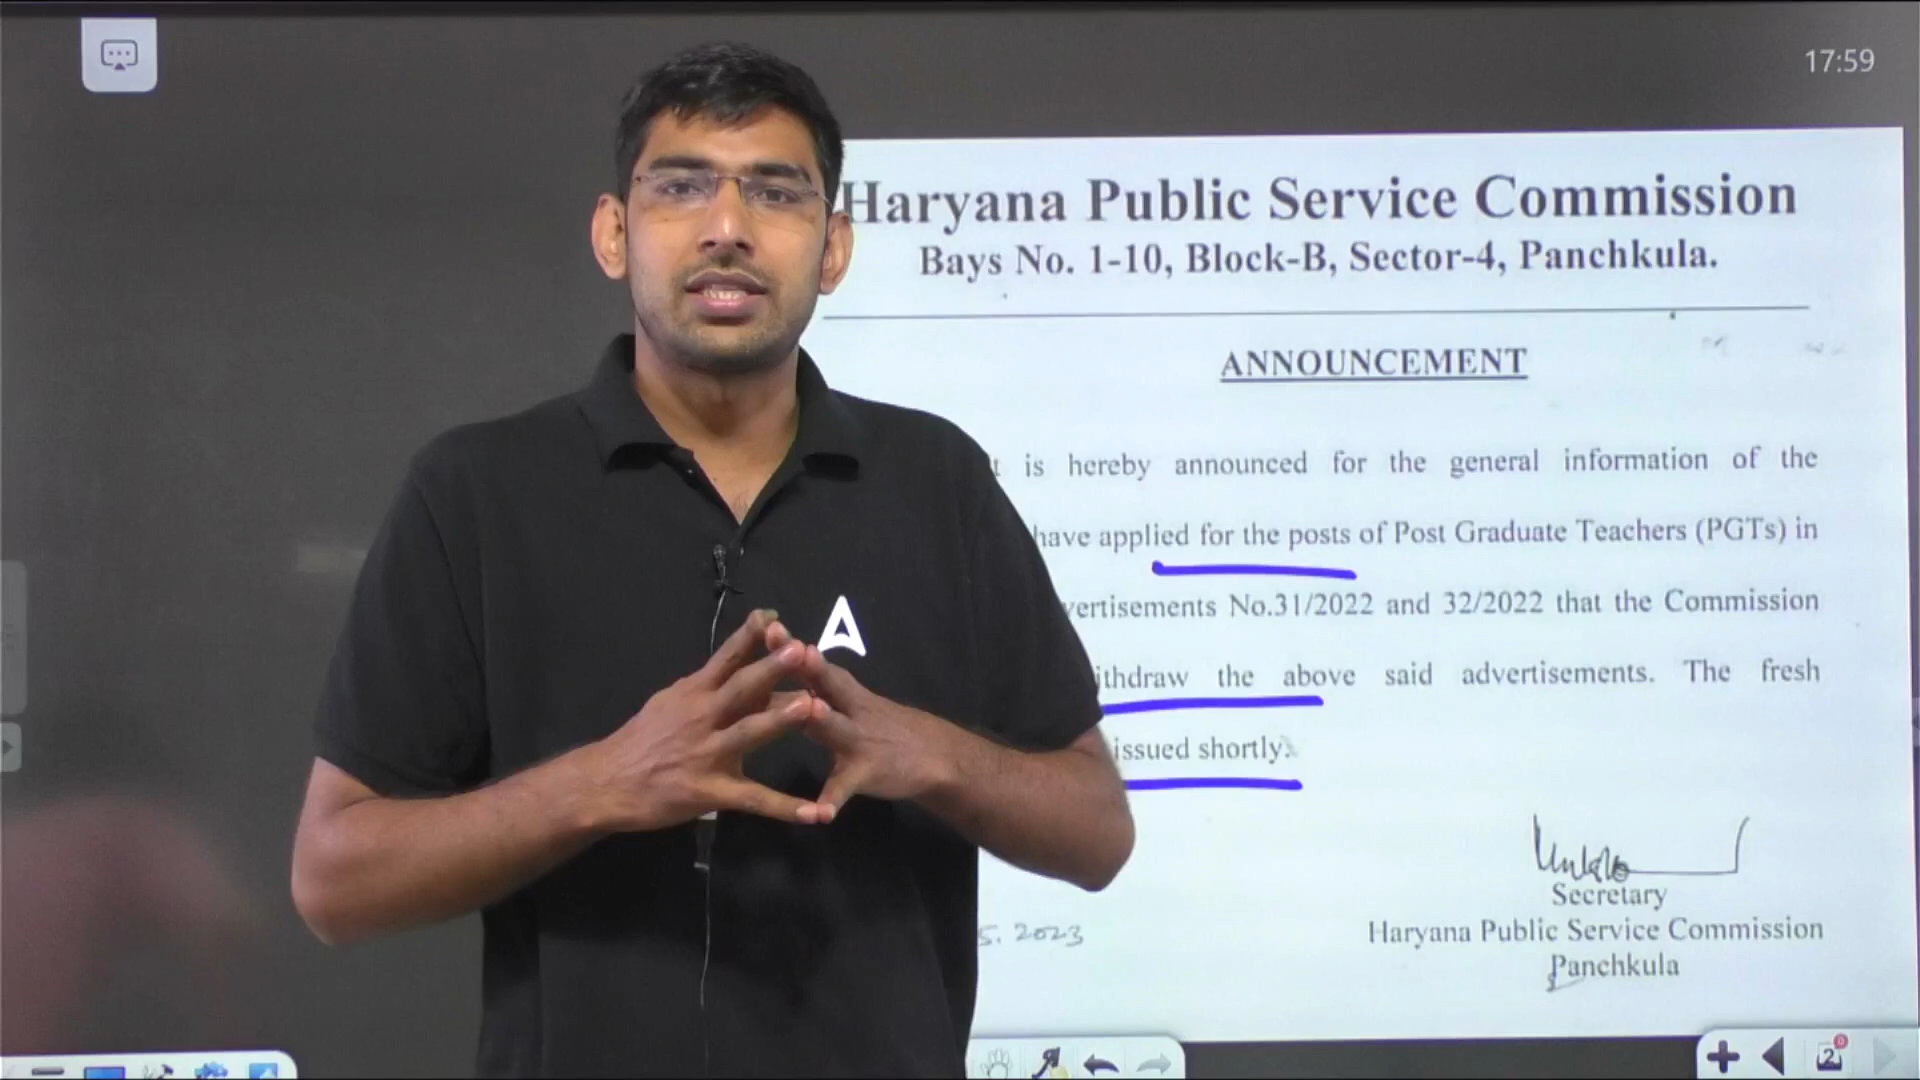 17:59
Haryana Public Service Commission
Bays No. 1-10, Block-B, Sector-4, Panchkula.
ANNOUNCEMENT
is hereby announced for the general information of the
have applied for the posts of Post Graduate Teachers (PGTs) in
No.31/2022 and 32/2022 that the Commission
the above said advertisements. The fresh
issued shortly.
2023
Secretary
Haryana Public Service Commission
Panchkula
2